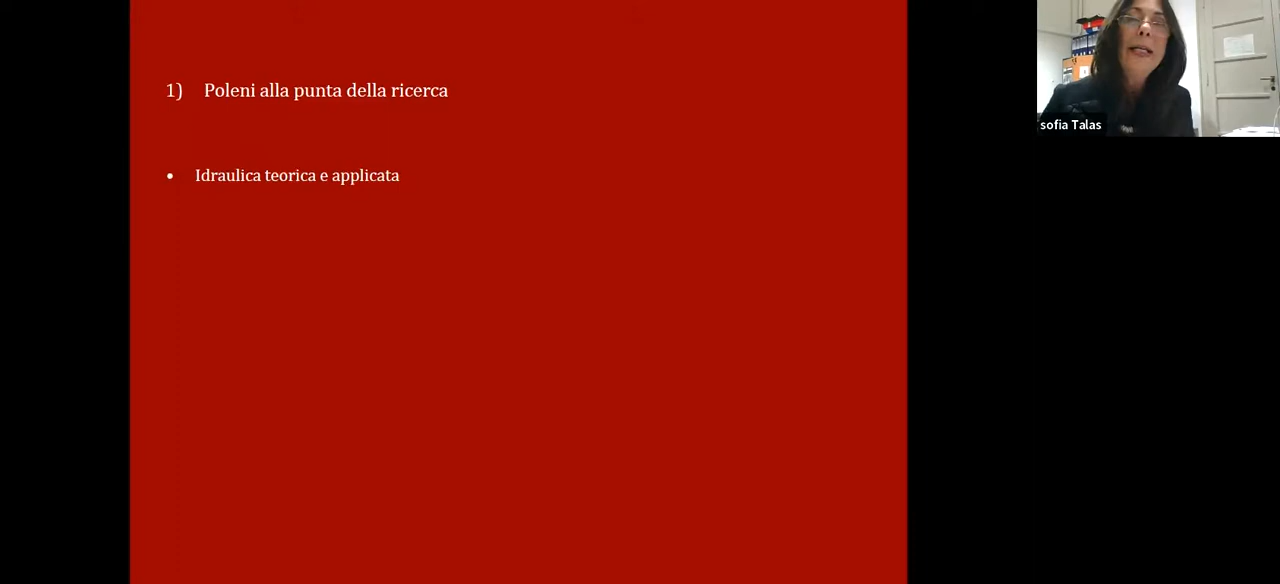 1) Poleni alla punta della ricerca
• Idraulica teorica e applicata
sofia Talas